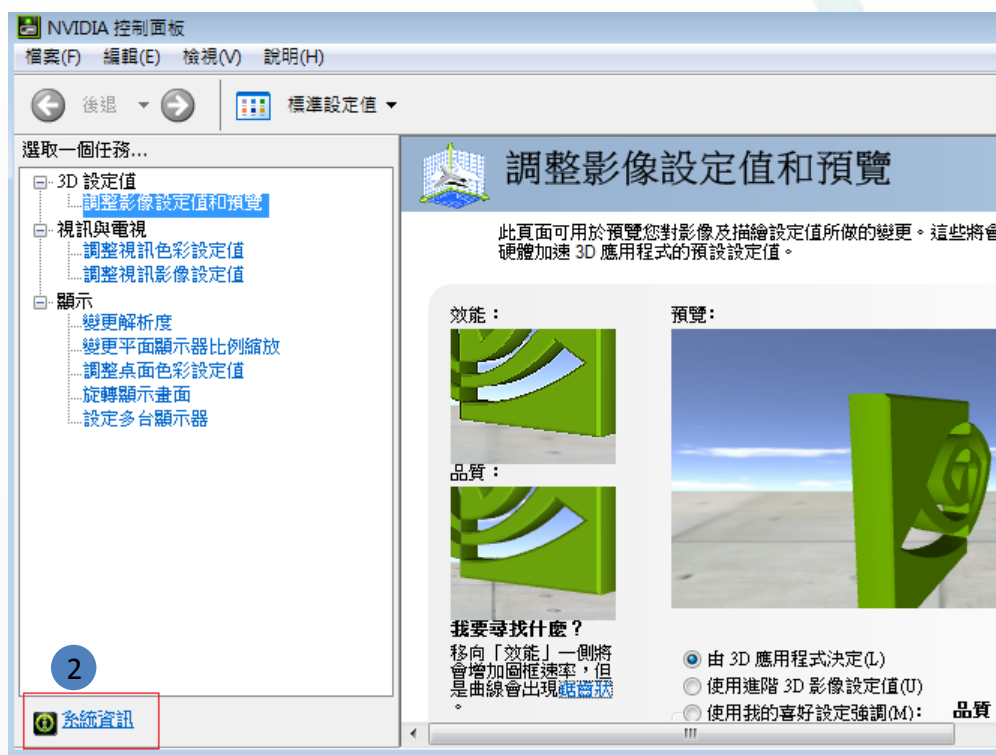 NVIDIA 控制面板
檔案(F) 編輯(E) 檢視(V) 說明(H)
後退 標準設定值
選取一個任務...
3D 設定值
調整影像設定值和預覽
視訊與電視
調整視訊色彩設定值
調整視訊影像設定值
顯示
變更解析度
變更平面顯示器比例縮放
調整桌面色彩設定值
旋轉顯示畫面
設定多台顯示器
2
系統資訊
調整影像設定值和預覽
此頁面可用於預覽您對影像及描繪設定值所做的變更。這些將會
硬體加速 3D 應用程式的預設設定值。
效能：
品質：
我要尋找什麼？
移向「效能」一側將
會增加圖框速率，但
是曲線會出現鋸齒狀
。
預覽：
由 3D 應用程式決定(L)
使用進階 3D 影像設定值(U)
使用我的喜好設定強調(M)： 品質